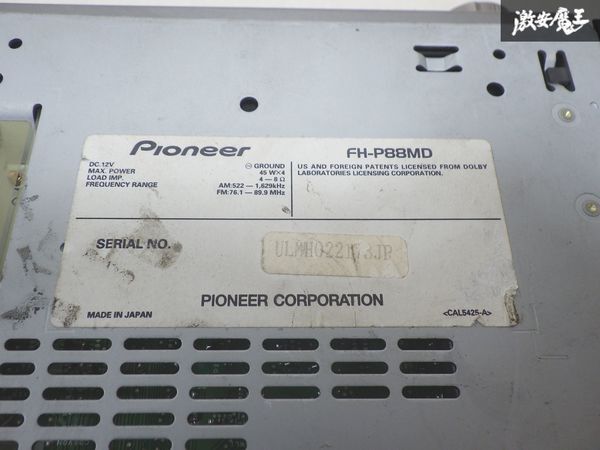 激安魔王
Pioneer
FH-P88MD
DC.12V ⊖ GROUND
MAX. POWER 45 W×4
LOAD IMP. 4 – 8 Ω
FREQUENCY RANGE AM:522 – 1,629kHz
FM:76.1 – 89.9 MHz
US AND FOREIGN PATENTS LICENSED FROM DOLBY
LABORATORIES LICENSING CORPORATION.
SERIAL NO.
ULMH022173JP
PIONEER CORPORATION
MADE IN JAPAN
<CAL5425-A>